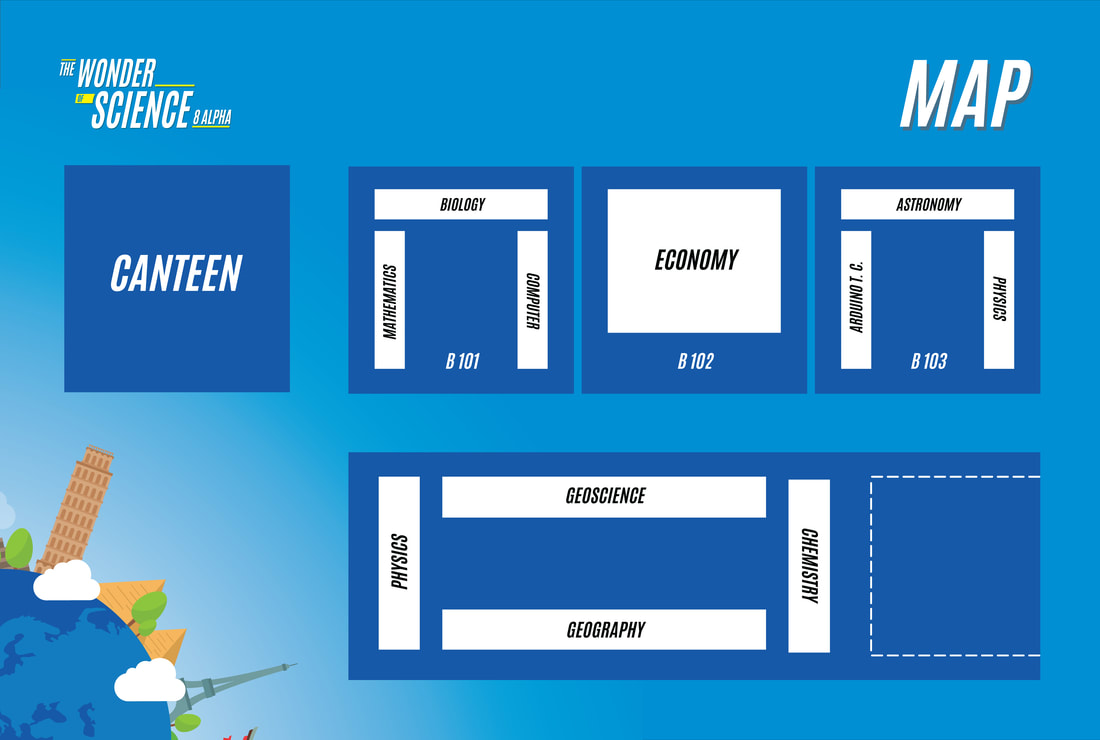 THE WONDER
OF SCIENCE 8 ALPHA
MAP
CANTEEN
BIOLOGY
MATHEMATICS
COMPUTER
B 101
ECONOMY
B 102
ASTRONOMY
ARDUINO T. C.
PHYSICS
B 103
PHYSICS
GEOSCIENCE
GEOGRAPHY
CHEMISTRY